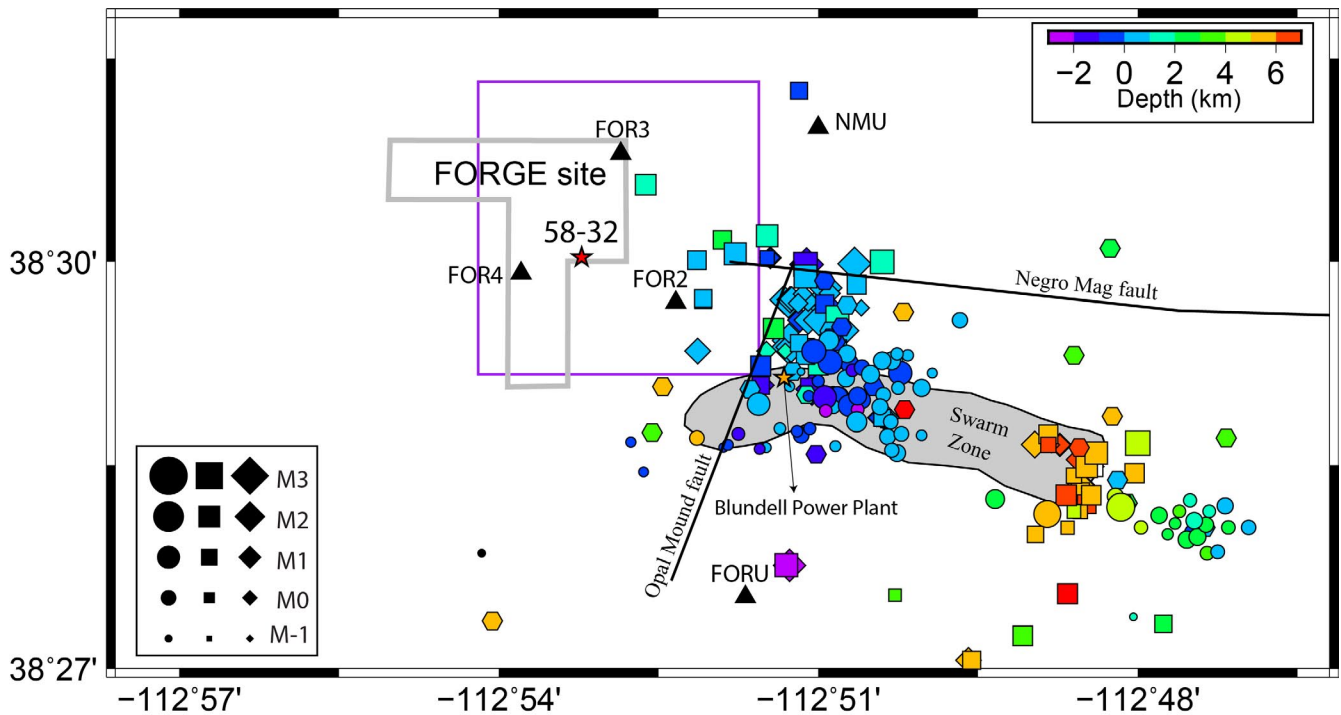 −2 0 2 4 6
Depth (km)
NMU
FOR3
FORGE site
58-32
38°30'
FOR4
FOR2
Negro Mag fault
Swarm
Zone
M3
M2
M1
M0
M-1
Opal Mound fault
Blundell Power Plant
FORU
38°27'
−112°57' −112°54' −112°51' −112°48'